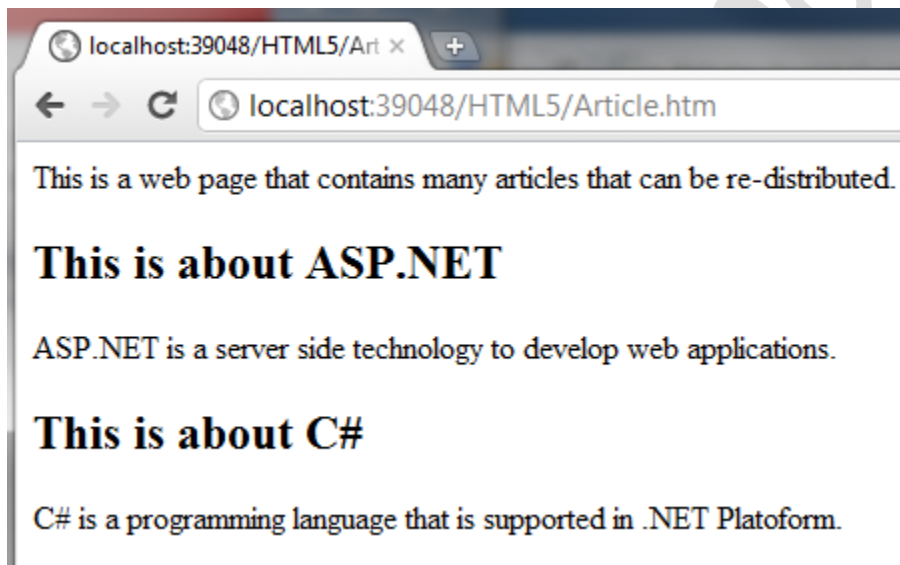 localhost:39048/HTML5/Art
localhost:39048/HTML5/Article.htm
This is a web page that contains many articles that can be re-distributed.
This is about ASP.NET
ASP.NET is a server side technology to develop web applications.
This is about C#
C# is a programming language that is supported in .NET Platoform.